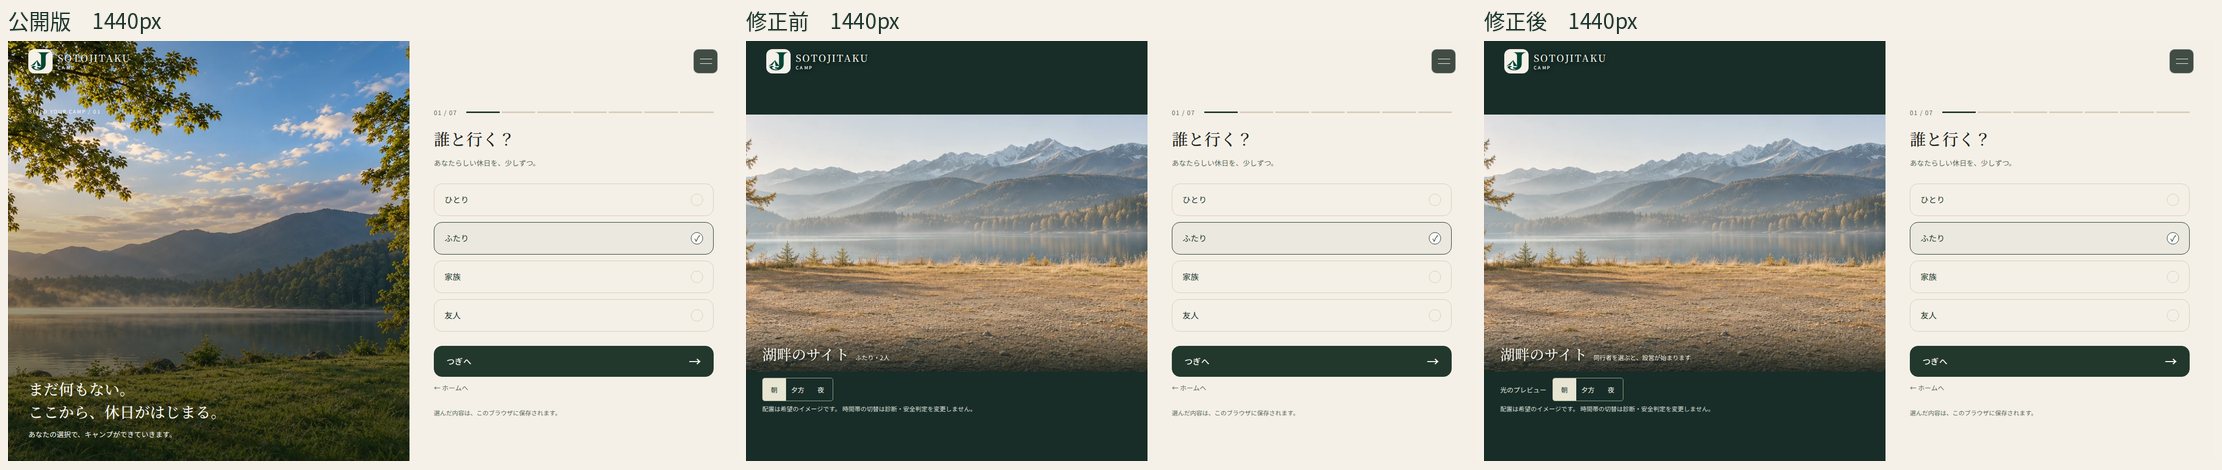 公開版　1440px
SOTOJITAKU
CAMP
まだ何もない。
ここから、休日がはじまる。
あなたの選択で、キャンプができていきます。
01 / 07
誰と行く？
あなたらしい休日を、少しずつ。
ひとり
ふたり
家族
友人
つぎへ →
← ホームへ
選んだ内容は、このブラウザに保存されます。
修正前　1440px
SOTOJITAKU
CAMP
湖畔のサイト ふたり・2人
朝 夕方 夜
配置は希望のイメージです。 時間帯の切替は診断・安全判定を変更しません。
01 / 07
誰と行く？
あなたらしい休日を、少しずつ。
ひとり
ふたり
家族
友人
つぎへ →
← ホームへ
選んだ内容は、このブラウザに保存されます。
修正後　1440px
SOTOJITAKU
CAMP
湖畔のサイト 同行者を選ぶと、設営が始まります
光のプレビュー 朝 夕方 夜
配置は希望のイメージです。 時間帯の切替は診断・安全判定を変更しません。
01 / 07
誰と行く？
あなたらしい休日を、少しずつ。
ひとり
ふたり
家族
友人
つぎへ →
← ホームへ
選んだ内容は、このブラウザに保存されます。